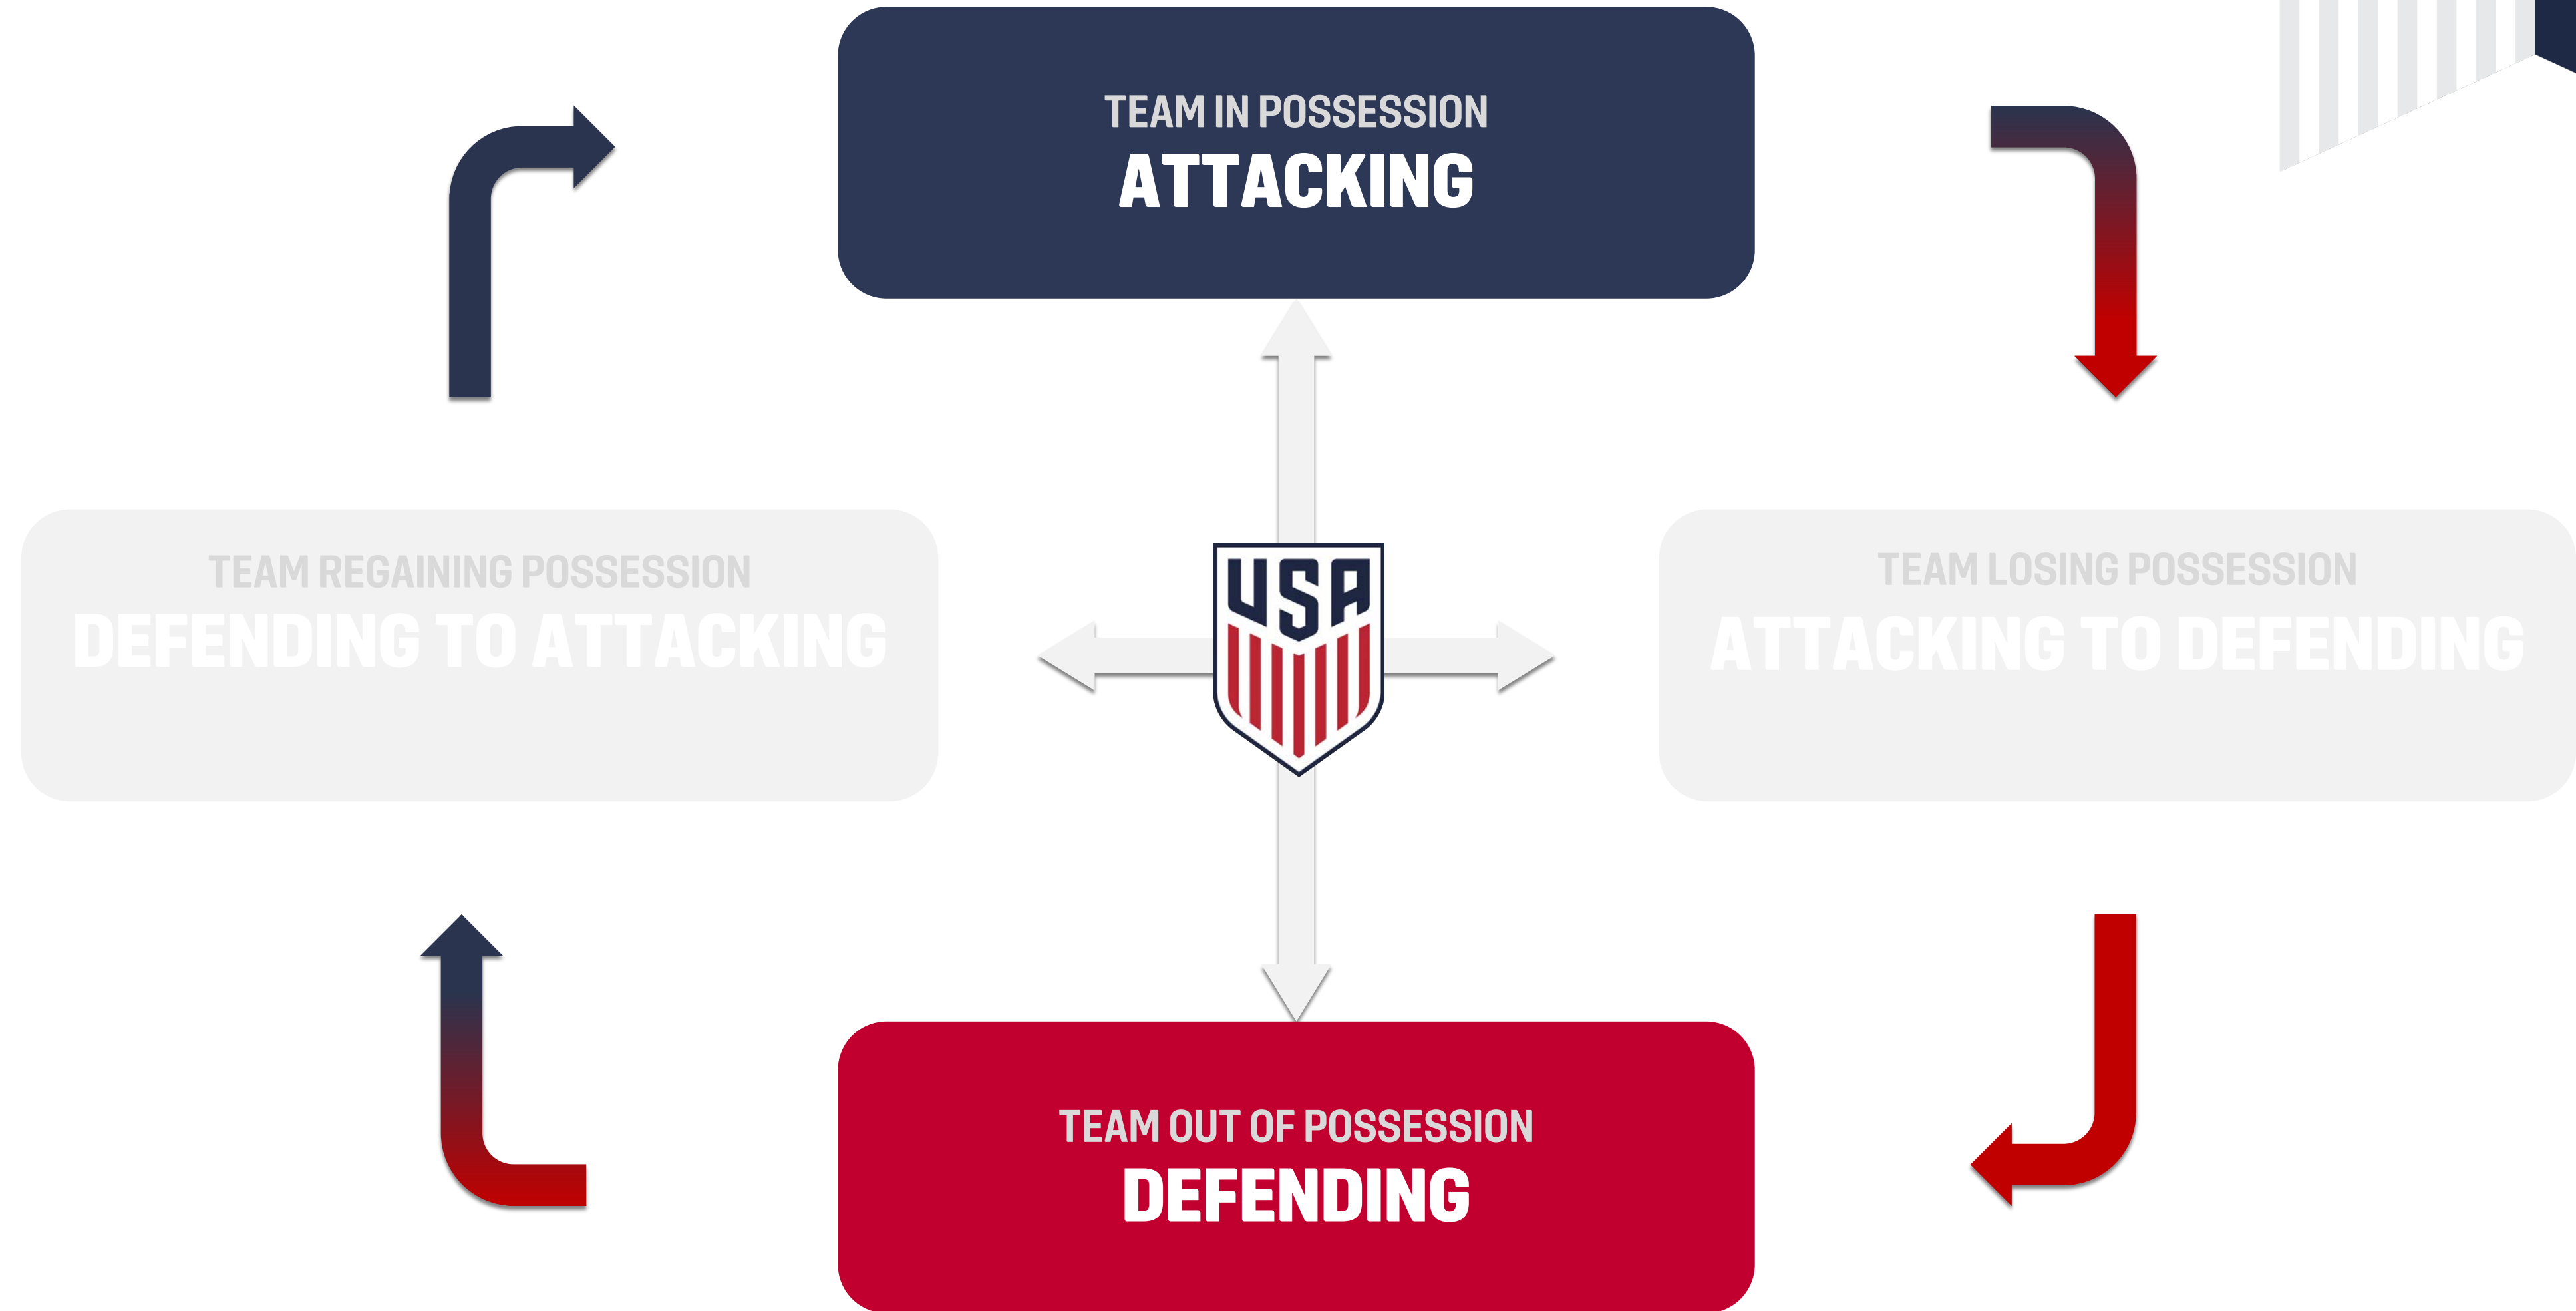 TEAM IN POSSESSION
ATTACKING
TEAM REGAINING POSSESSION
DEFENDING TO ATTACKING
USA
TEAM LOSING POSSESSION
ATTACKING TO DEFENDING
TEAM OUT OF POSSESSION
DEFENDING